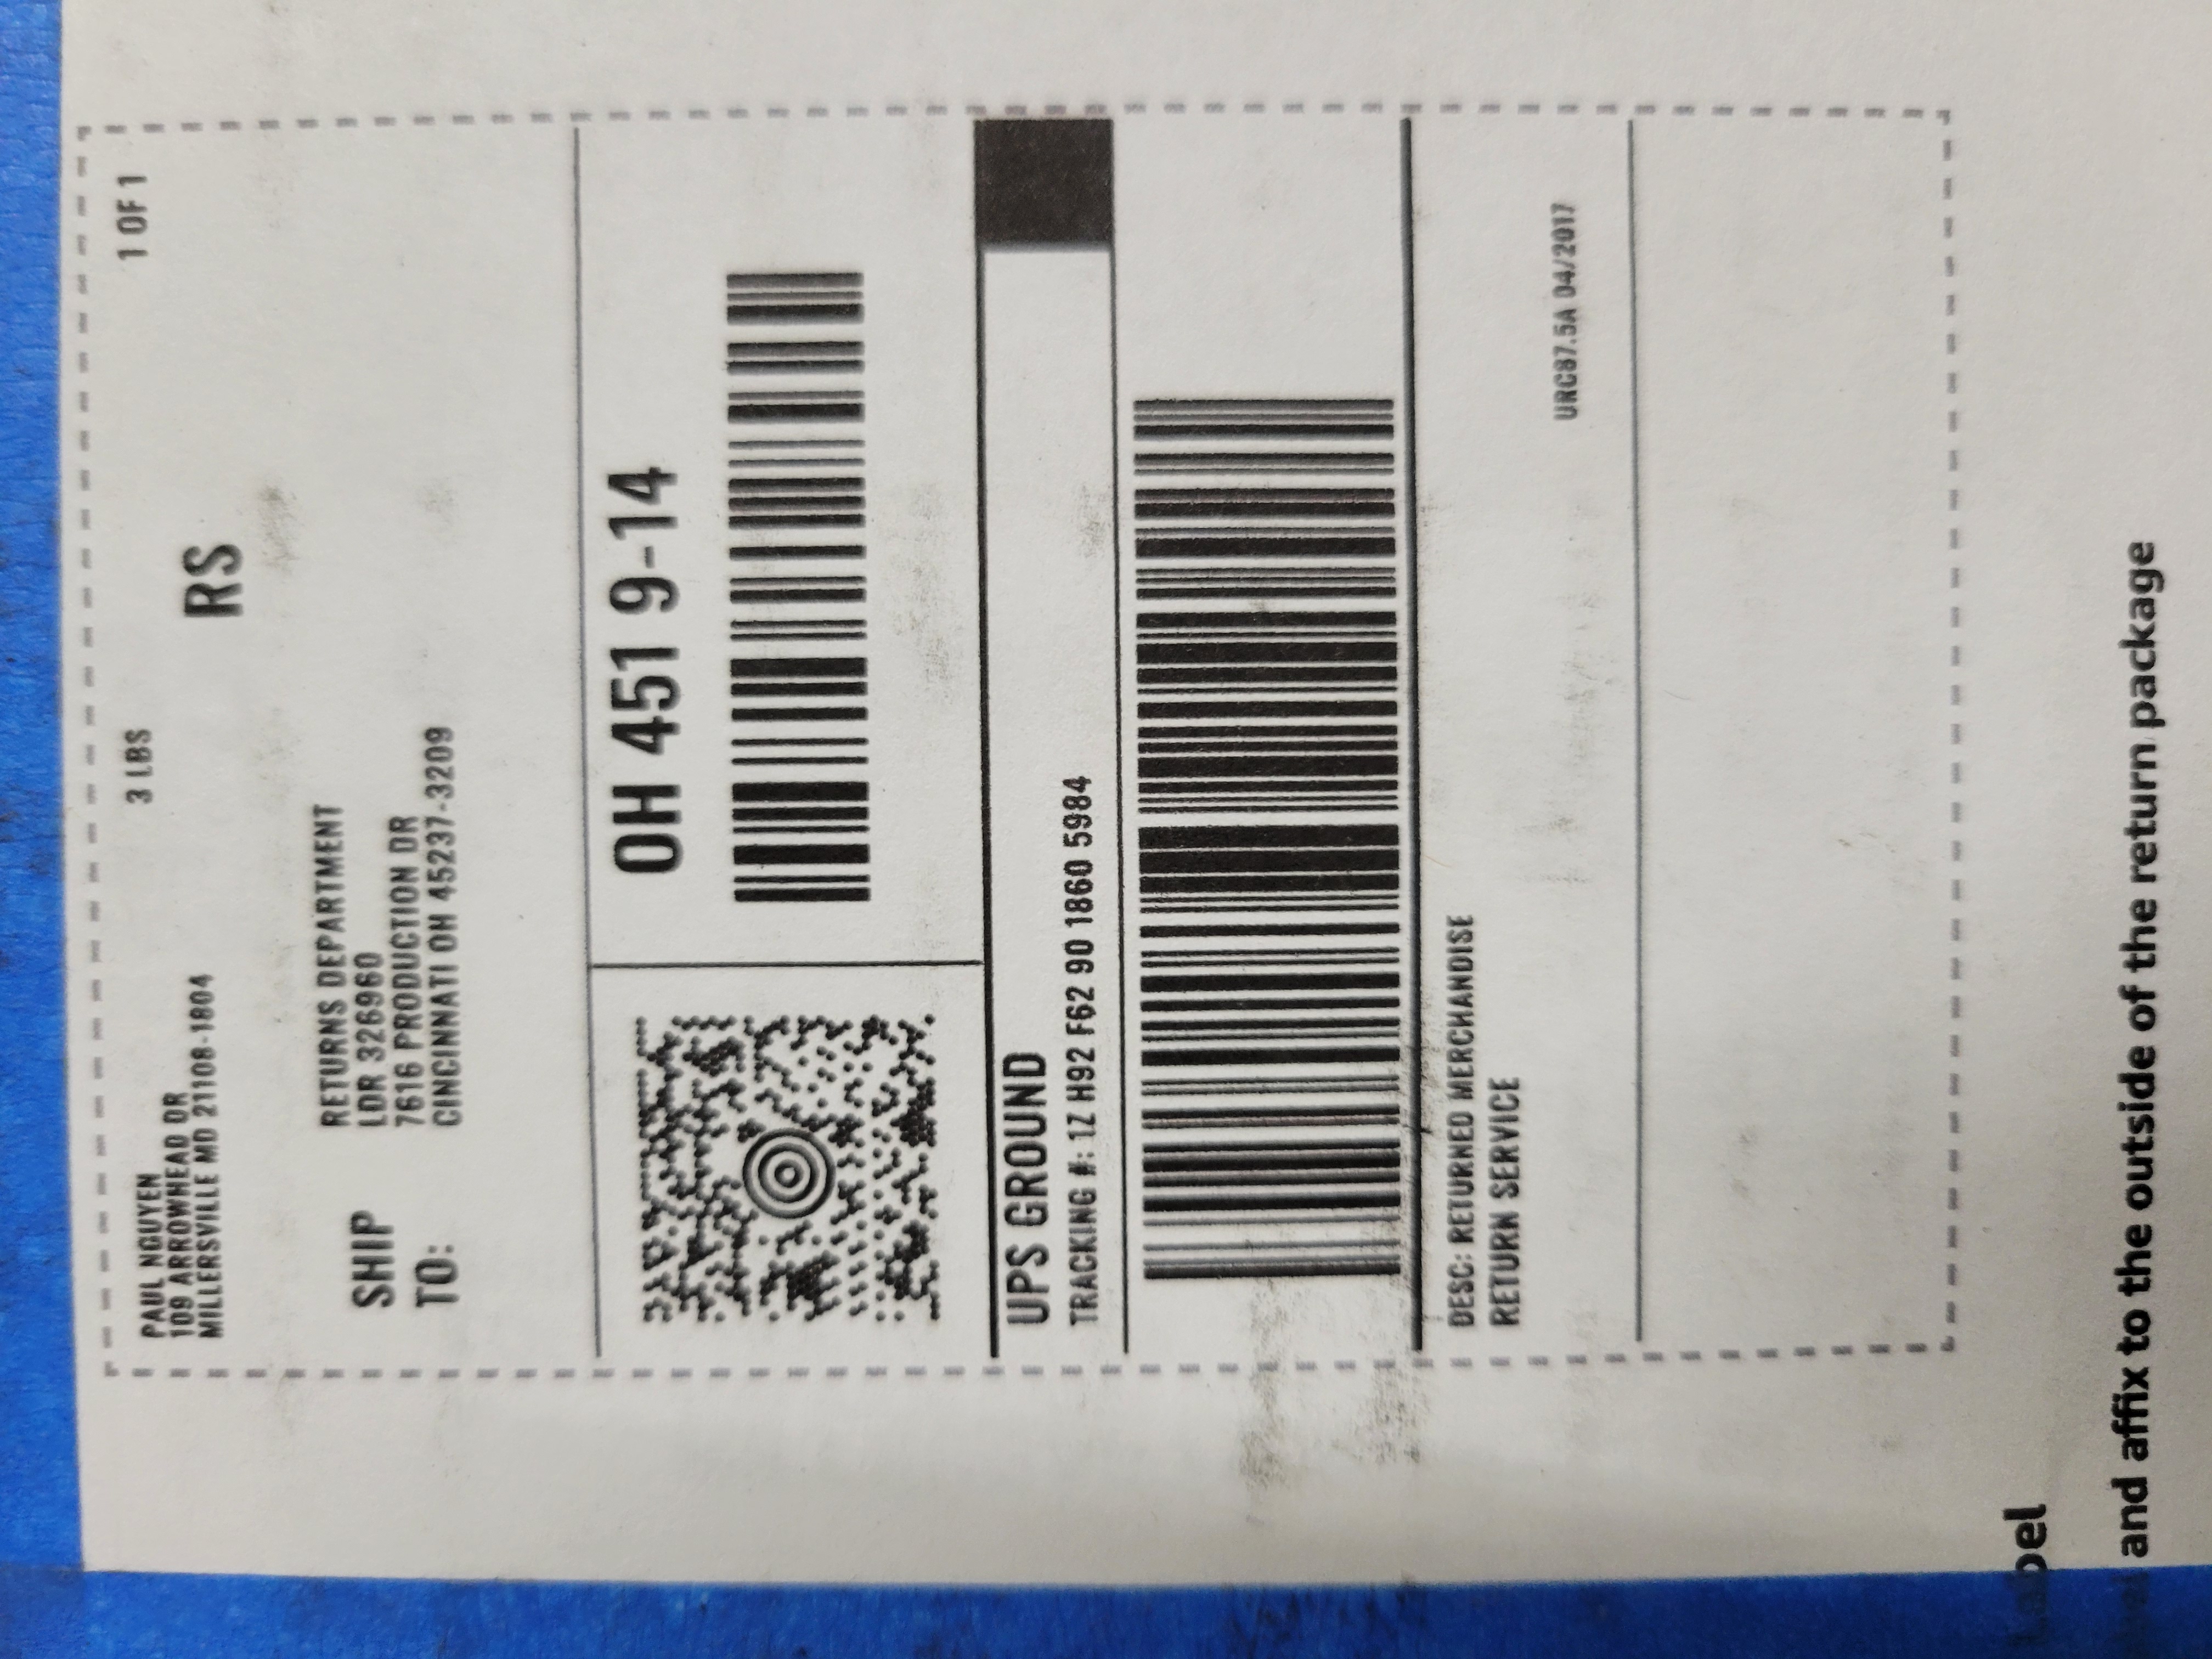 PAUL NGUYEN
109 ARROWHEAD DR
MILLERSVILLE MD 21108-1804
3 LBS
1 OF 1
RS
SHIP
TO:
RETURNS DEPARTMENT
LDR 326960
7616 PRODUCTION DR
CINCINNATI OH 45237-3209
OH 451 9-14
UPS GROUND
TRACKING #: 1Z H92 F62 90 1860 5984
DESC: RETURNED MERCHANDISE
RETURN SERVICE
URC87.5A 04/2017
Label
and affix to the outside of the return package